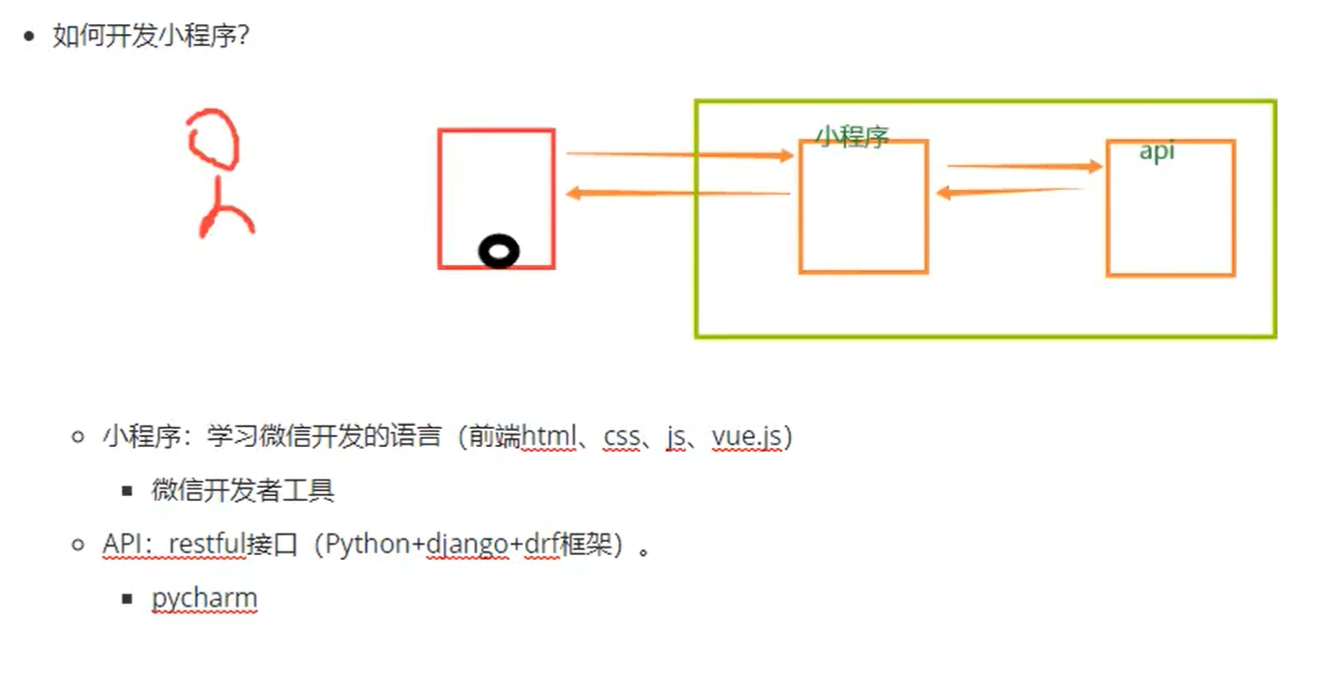 如何开发小程序?
小程序
api
小程序：学习微信开发的语言（前端html、css、js、vue.js）
微信开发者工具
API：restful接口（Python+django+drf框架）。
pycharm